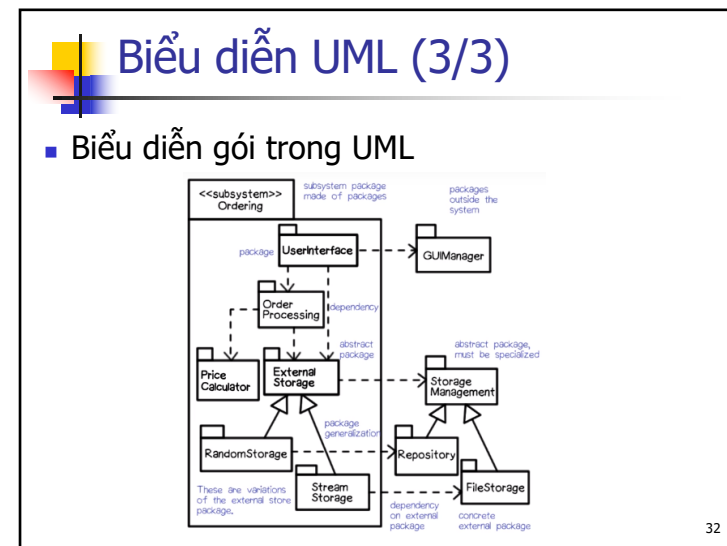 Biểu diễn UML (3/3)
Biểu diễn gói trong UML
<<subsystem>>
Ordering
subsystem package
made of packages
packages
outside the
system
package
UserInterface
GUIManager
Order
Processing
dependency
abstract
package
abstract package,
must be specialized
Price
Calculator
External
Storage
Storage
Management
package
generalization
RandomStorage
Repository
These are variations
of the external store
package.
Stream
Storage
FileStorage
dependency
on external
package
concrete
external package
32